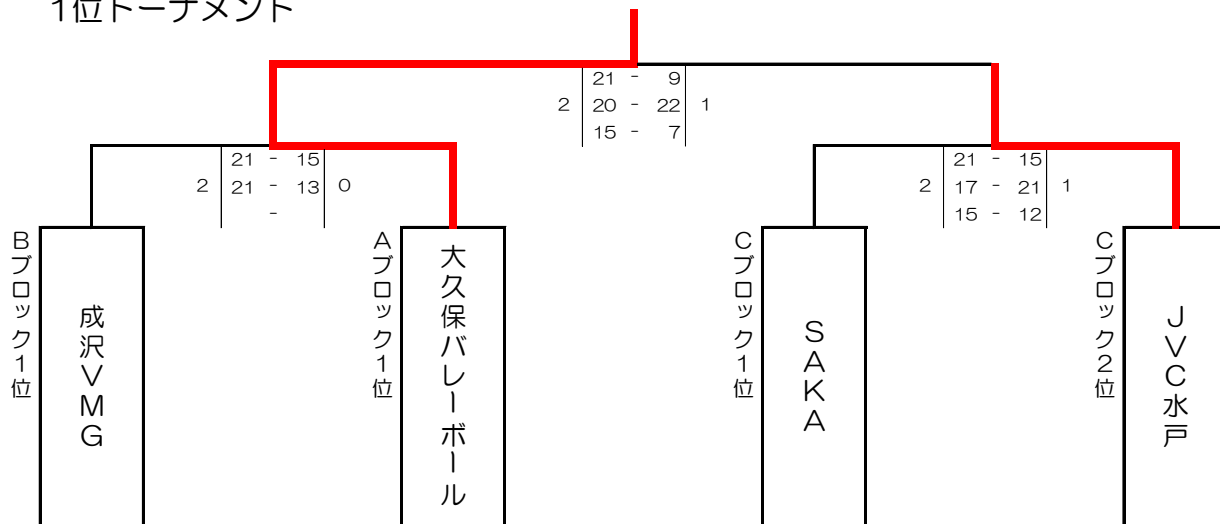 1位トーナメント
21 - 9
2 20 - 22 1
15 - 7
21 - 15
2 21 - 13 0
-
21 - 15
2 17 - 21 1
15 - 12
Bブロック1位
成沢VMG
Aブロック1位
大久保バレーボール
Cブロック1位
SAKA
Cブロック2位
JVC水戸